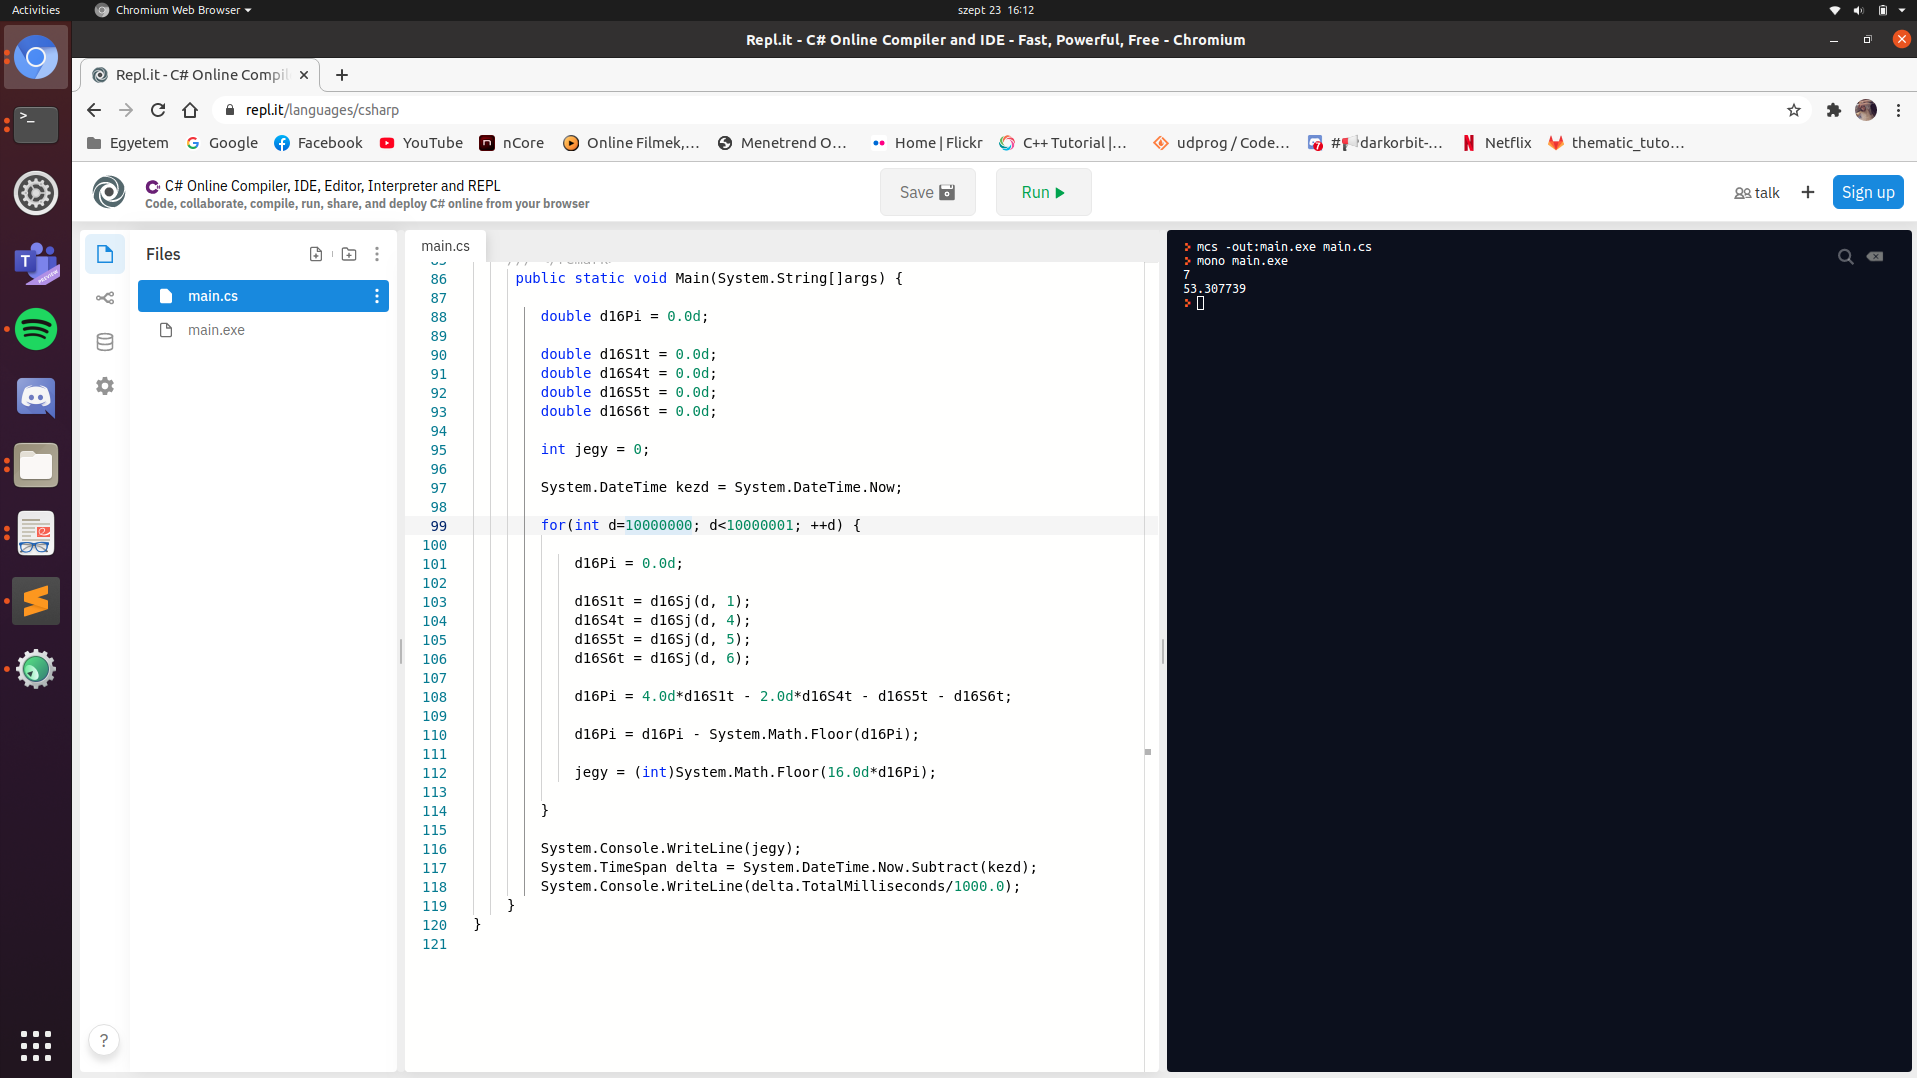 Activities
Chromium Web Browser
szept 23 16:12
Repl.it - C# Online Compiler and IDE - Fast, Powerful, Free - Chromium
Repl.it - C# Online Compil
repl.it/languages/csharp
Egyetem
Google
Facebook
YouTube
nCore
Online Filmek,...
Menetrend O...
Home | Flickr
C++ Tutorial |...
udprog / Code...
#📢darkorbit-...
Netflix
thematic_tuto...
C# Online Compiler, IDE, Editor, Interpreter and REPL
Code, collaborate, compile, run, share, and deploy C# online from your browser
Save
Run
talk
Sign up
Files
main.cs
main.exe
main.cs
86 public static void Main(System.String[]args) {
87
88 double d16Pi = 0.0d;
89
90 double d16S1t = 0.0d;
91 double d16S4t = 0.0d;
92 double d16S5t = 0.0d;
93 double d16S6t = 0.0d;
94
95 int jegy = 0;
96
97 System.DateTime kezd = System.DateTime.Now;
98
99 for(int d=10000000; d<10000001; ++d) {
100
101 d16Pi = 0.0d;
102
103 d16S1t = d16Sj(d, 1);
104 d16S4t = d16Sj(d, 4);
105 d16S5t = d16Sj(d, 5);
106 d16S6t = d16Sj(d, 6);
107
108 d16Pi = 4.0d*d16S1t - 2.0d*d16S4t - d16S5t - d16S6t;
109
110 d16Pi = d16Pi - System.Math.Floor(d16Pi);
111
112 jegy = (int)System.Math.Floor(16.0d*d16Pi);
113
114 }
115
116 System.Console.WriteLine(jegy);
117 System.TimeSpan delta = System.DateTime.Now.Subtract(kezd);
118 System.Console.WriteLine(delta.TotalMilliseconds/1000.0);
119 }
120 }
121
mcs -out:main.exe main.cs
mono main.exe
7
53.307739
?